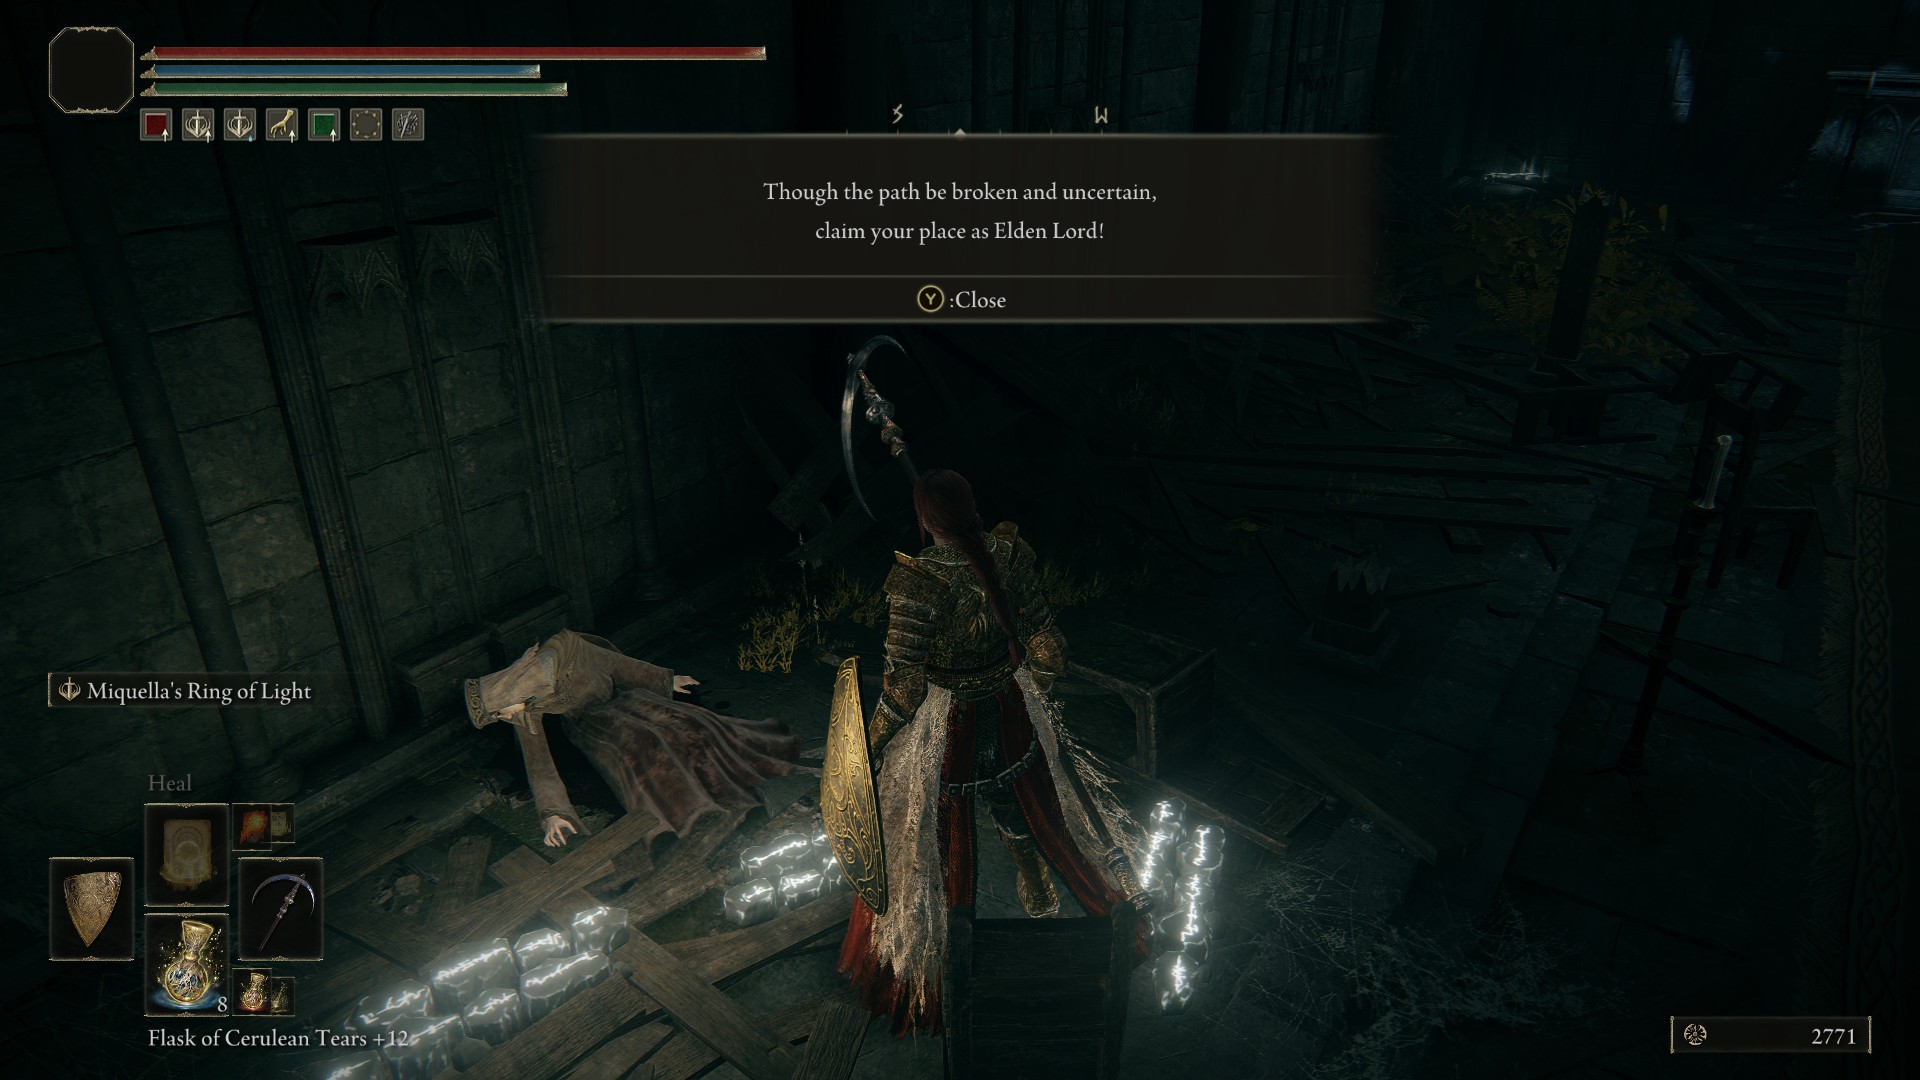 S
W
Though the path be broken and uncertain,
claim your place as Elden Lord!
Y :Close
Miquella's Ring of Light
Heal
8
Flask of Cerulean Tears +12
2771